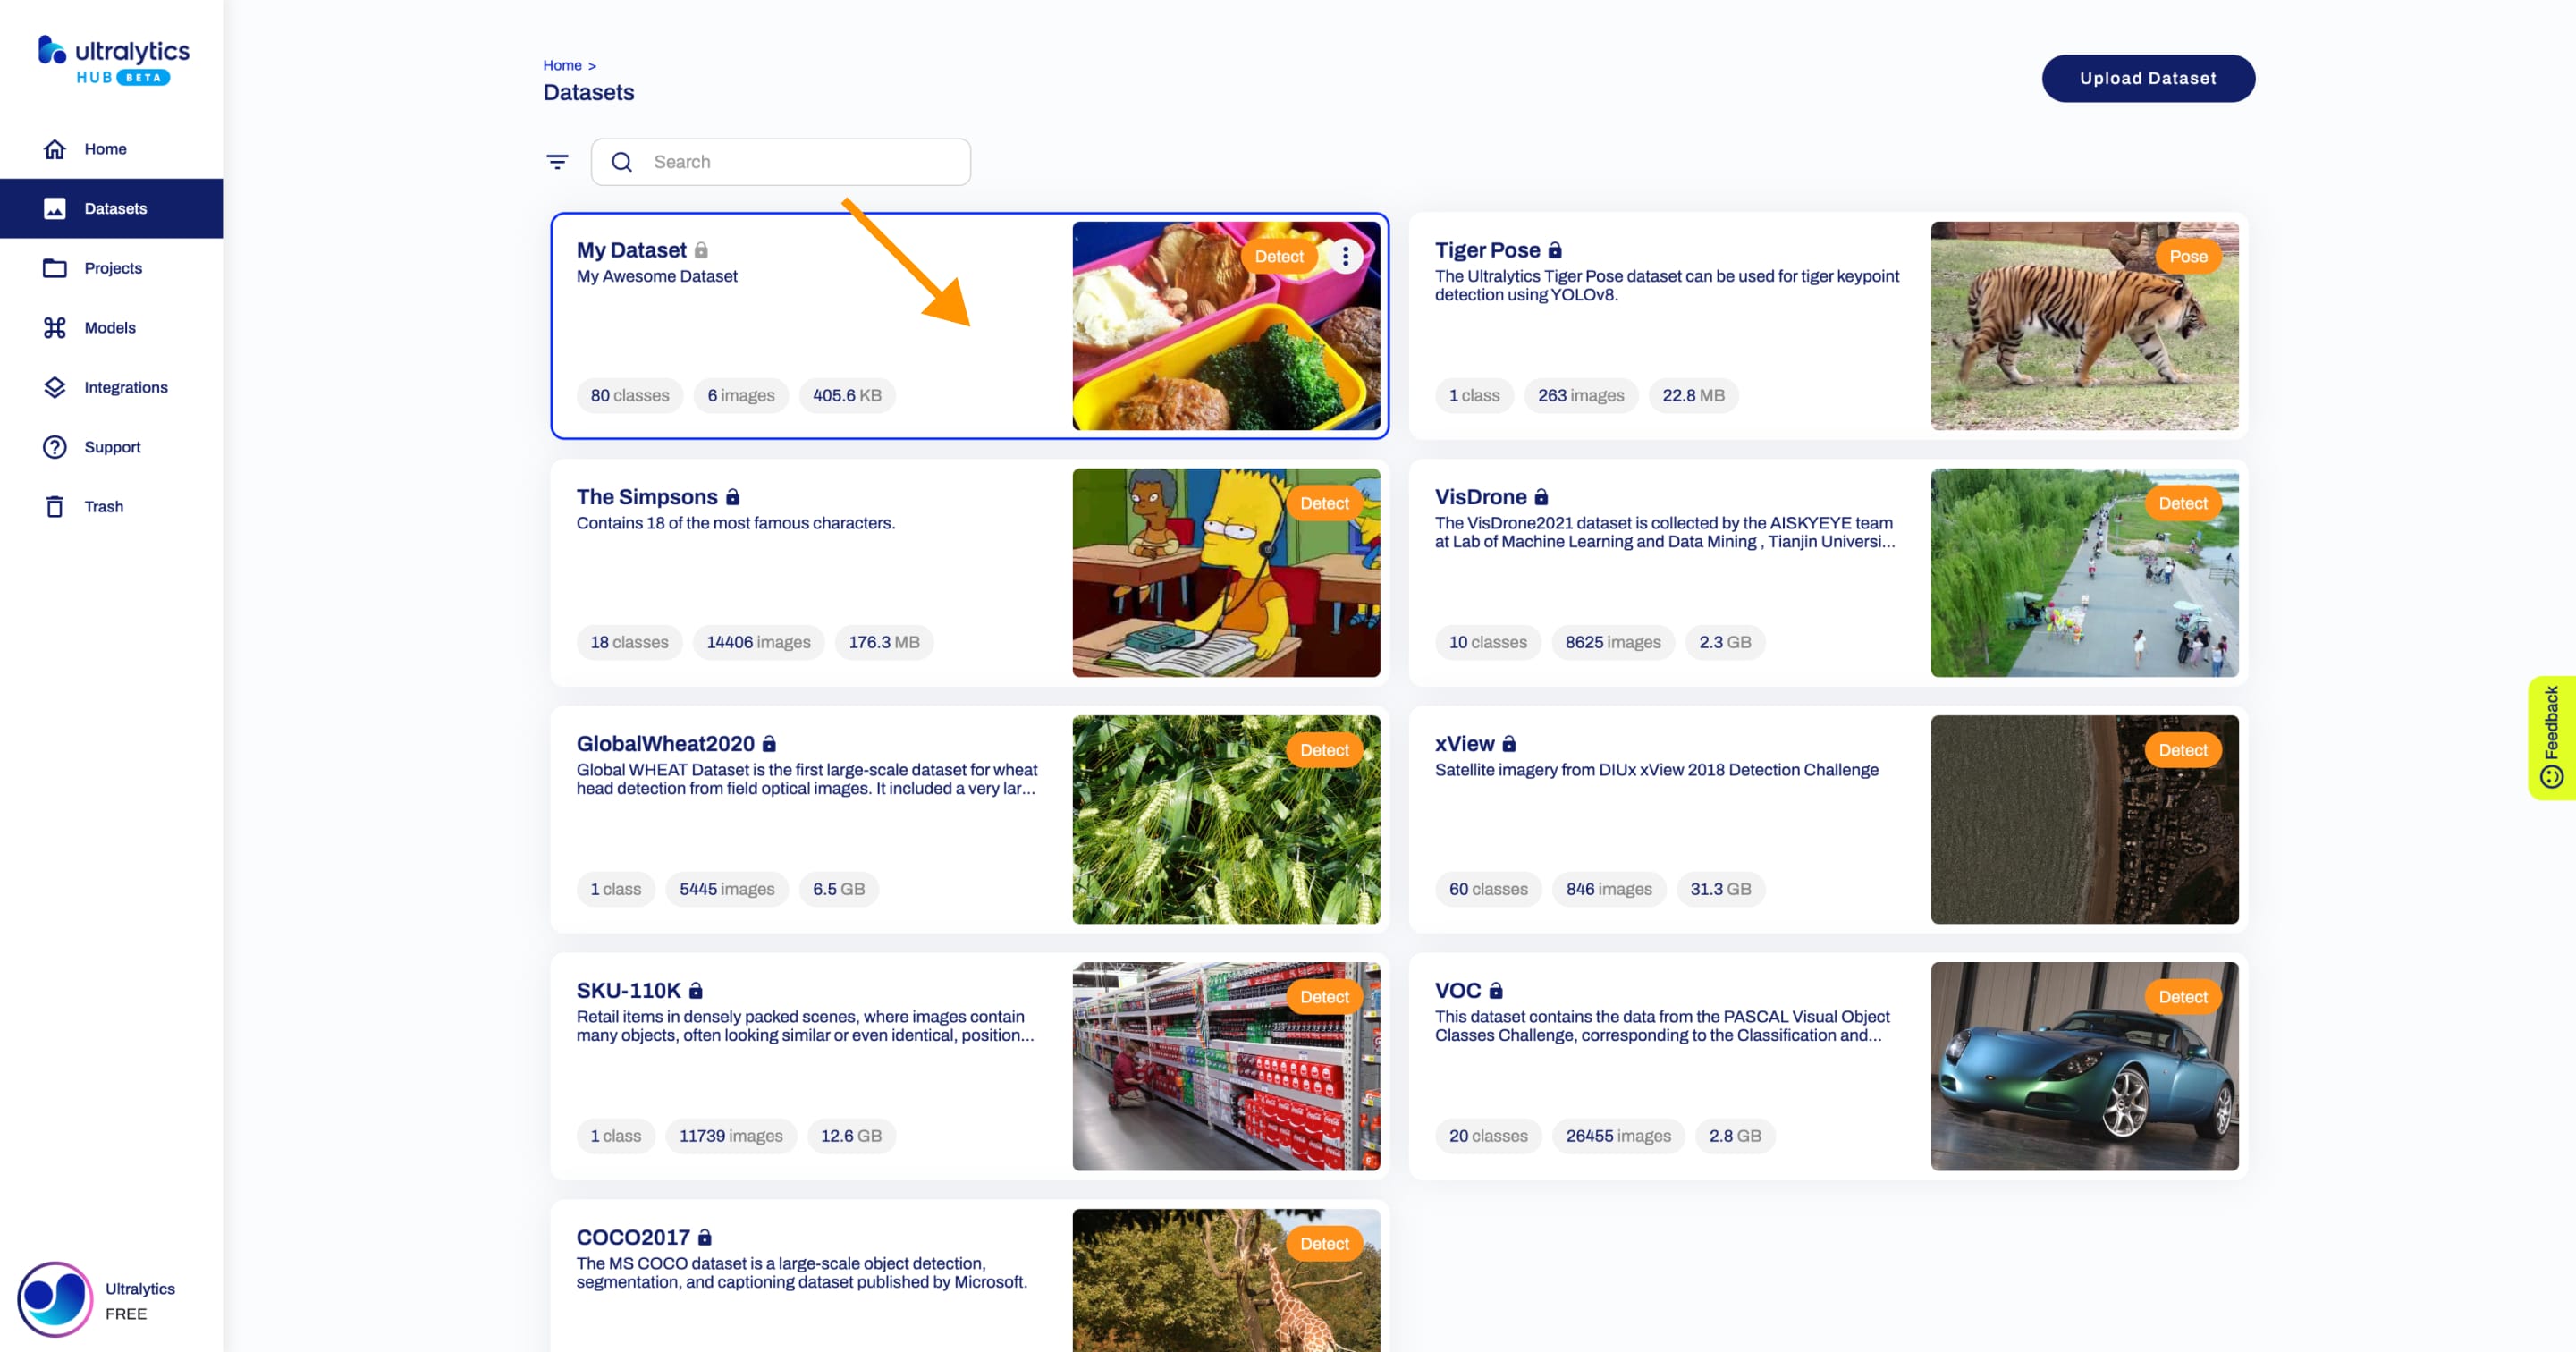 ultralytics
HUB BETA
Home
Datasets
Projects
Models
Integrations
Support
Trash
Ultralytics
FREE
Home >
Datasets
Upload Dataset
Search
My Dataset
My Awesome Dataset
80 classes 6 images 405.6 KB
Detect
Tiger Pose
The Ultralytics Tiger Pose dataset can be used for tiger keypoint
detection using YOLOv8.
1 class 263 images 22.8 MB
Pose
The Simpsons
Contains 18 of the most famous characters.
18 classes 14406 images 176.3 MB
Detect
VisDrone
The VisDrone2021 dataset is collected by the AISKYEYE team
at Lab of Machine Learning and Data Mining , Tianjin Universi...
10 classes 8625 images 2.3 GB
Detect
GlobalWheat2020
Global WHEAT Dataset is the first large-scale dataset for wheat
head detection from field optical images. It included a very lar...
1 class 5445 images 6.5 GB
Detect
xView
Satellite imagery from DIUx xView 2018 Detection Challenge
60 classes 846 images 31.3 GB
Detect
SKU-110K
Retail items in densely packed scenes, where images contain
many objects, often looking similar or even identical, position...
1 class 11739 images 12.6 GB
Detect
VOC
This dataset contains the data from the PASCAL Visual Object
Classes Challenge, corresponding to the Classification and...
20 classes 26455 images 2.8 GB
Detect
COCO2017
The MS COCO dataset is a large-scale object detection,
segmentation, and captioning dataset published by Microsoft.
Detect
Feedback